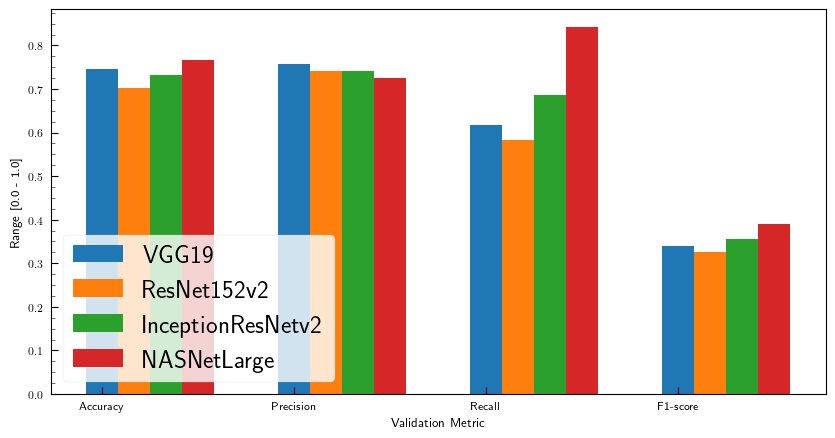 Range [0.0 - 1.0]
0.8
0.7
0.6
0.5
0.4
0.3
0.2
0.1
0.0
VGG19
ResNet152v2
InceptionResNetv2
NASNetLarge
Accuracy Precision Recall F1-score
Validation Metric